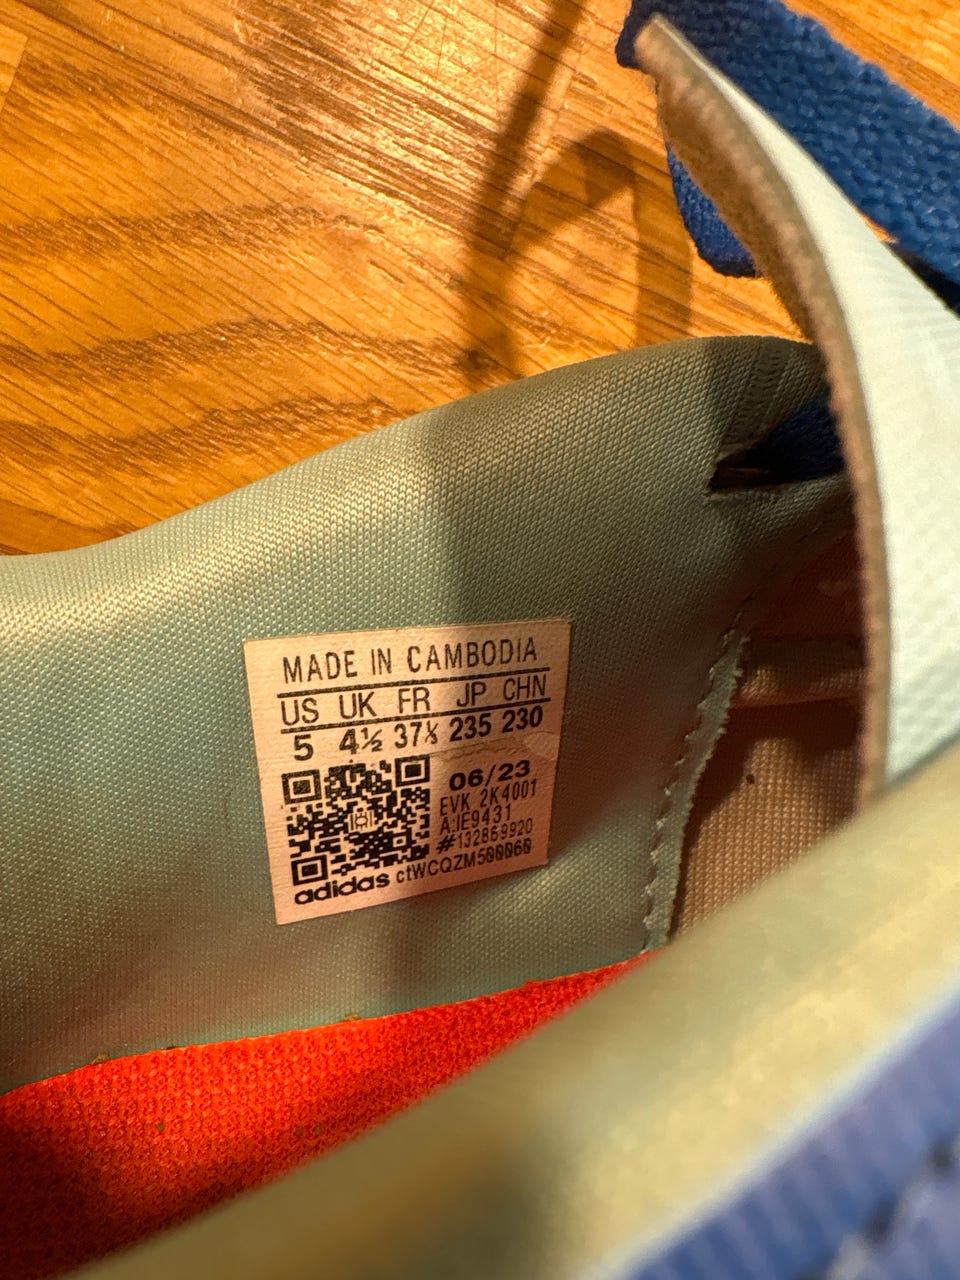 MADE IN CAMBODIA
US UK FR JP CHN
5 4½ 37⅓ 235 230
06/23
EVK 2K4001
A:IE9431
#132869920
adidas ctWCQZM500060